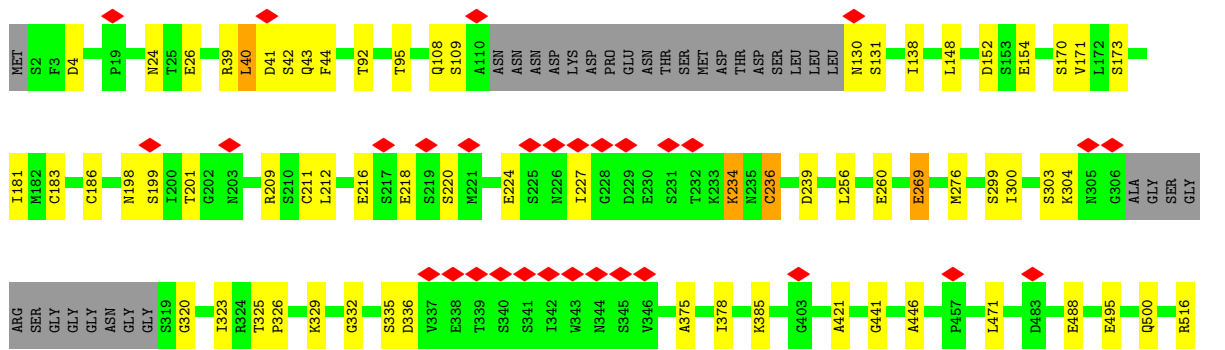 MET S2 F3 D4 P19 N24 T25 E26 R39 L40 D41 S42 Q43 F44 T92 T95 Q108 S109 A110 ASN ASN ASN ASP LYS ASP PRO GLU ASN THR SER MET ASP THR ASP SER LEU LEU LEU N130 S131 I138 L148 D152 S153 E154 S170 V171 L172 S173
I181 M182 C183 C186 N198 S199 I200 T201 G202 N203 R209 S210 C211 L212 E216 S217 E218 S219 S220 M221 E224 S225 N226 I227 G228 D229 E230 S231 T232 K233 K234 N235 C236 D239 L256 E260 E269 M276 S299 I300 S303 K304 N305 G306 ALA GLY SER GLY
ARG SER GLY GLY GLY ASN GLY GLY S319 G320 I323 R324 T325 P326 K329 G332 S335 D336 V337 E338 T339 S340 S341 I342 W343 N344 S345 V346 A375 I378 K385 G403 A421 G441 A446 P457 L471 D483 E488 E495 Q500 R516